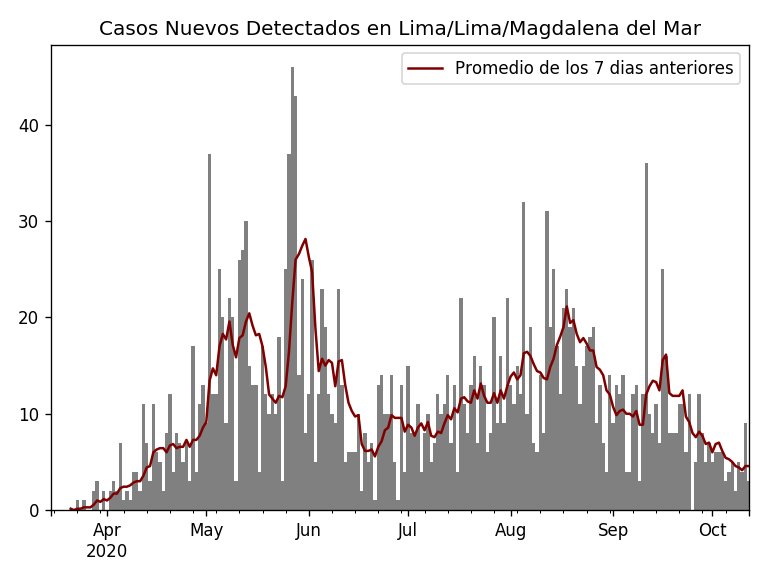 Casos Nuevos Detectados en Lima/Lima/Magdalena del Mar
Promedio de los 7 dias anteriores
40
30
20
10
0
Apr May Jun Jul Aug Sep Oct
2020